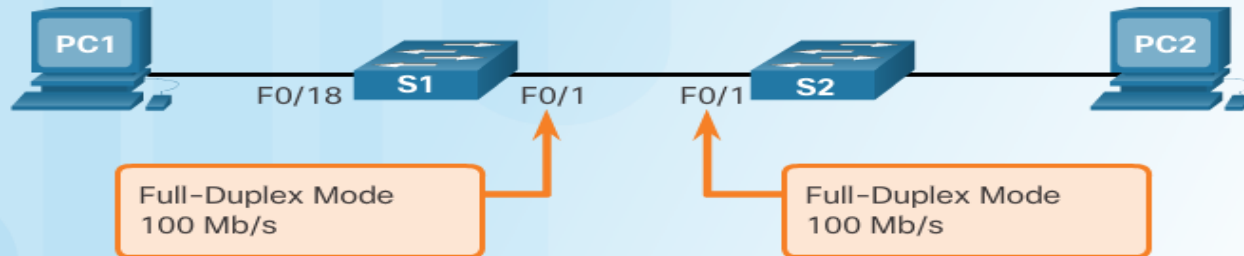 PC1
F0/18
S1
F0/1
F0/1
S2
PC2
Full-Duplex Mode
100 Mb/s
Full-Duplex Mode
100 Mb/s